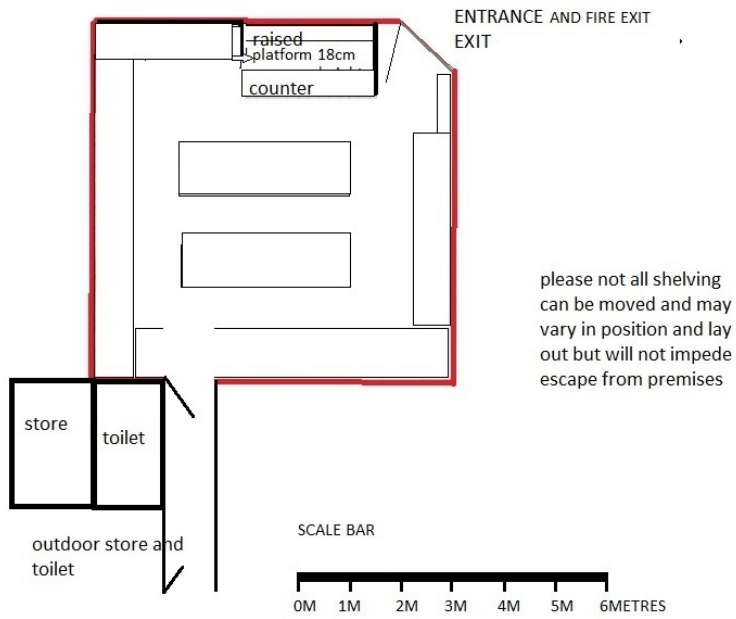 ENTRANCE AND FIRE EXIT
EXIT
raised
platform 18cm
counter
please not all shelving
can be moved and may
vary in position and lay
out but will not impede
escape from premises
store
toilet
outdoor store and
toilet
SCALE BAR
0M 1M 2M 3M 4M 5M 6METRES